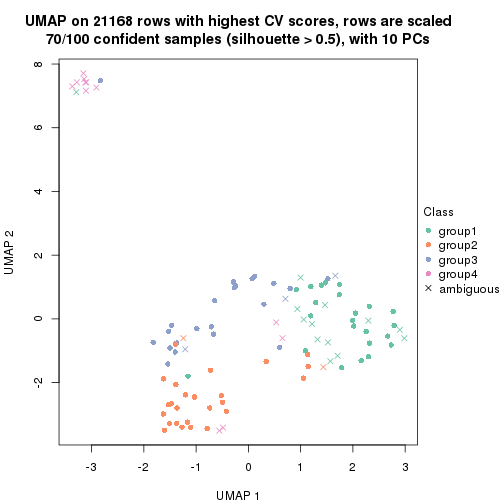 UMAP on 21168 rows with highest CV scores, rows are scaled
70/100 confident samples (silhouette > 0.5), with 10 PCs
8
6
4
2
0
-2
UMAP 2
-3
-2
-1
0
1
2
3
UMAP 1
Class
group1
group2
group3
group4
ambiguous